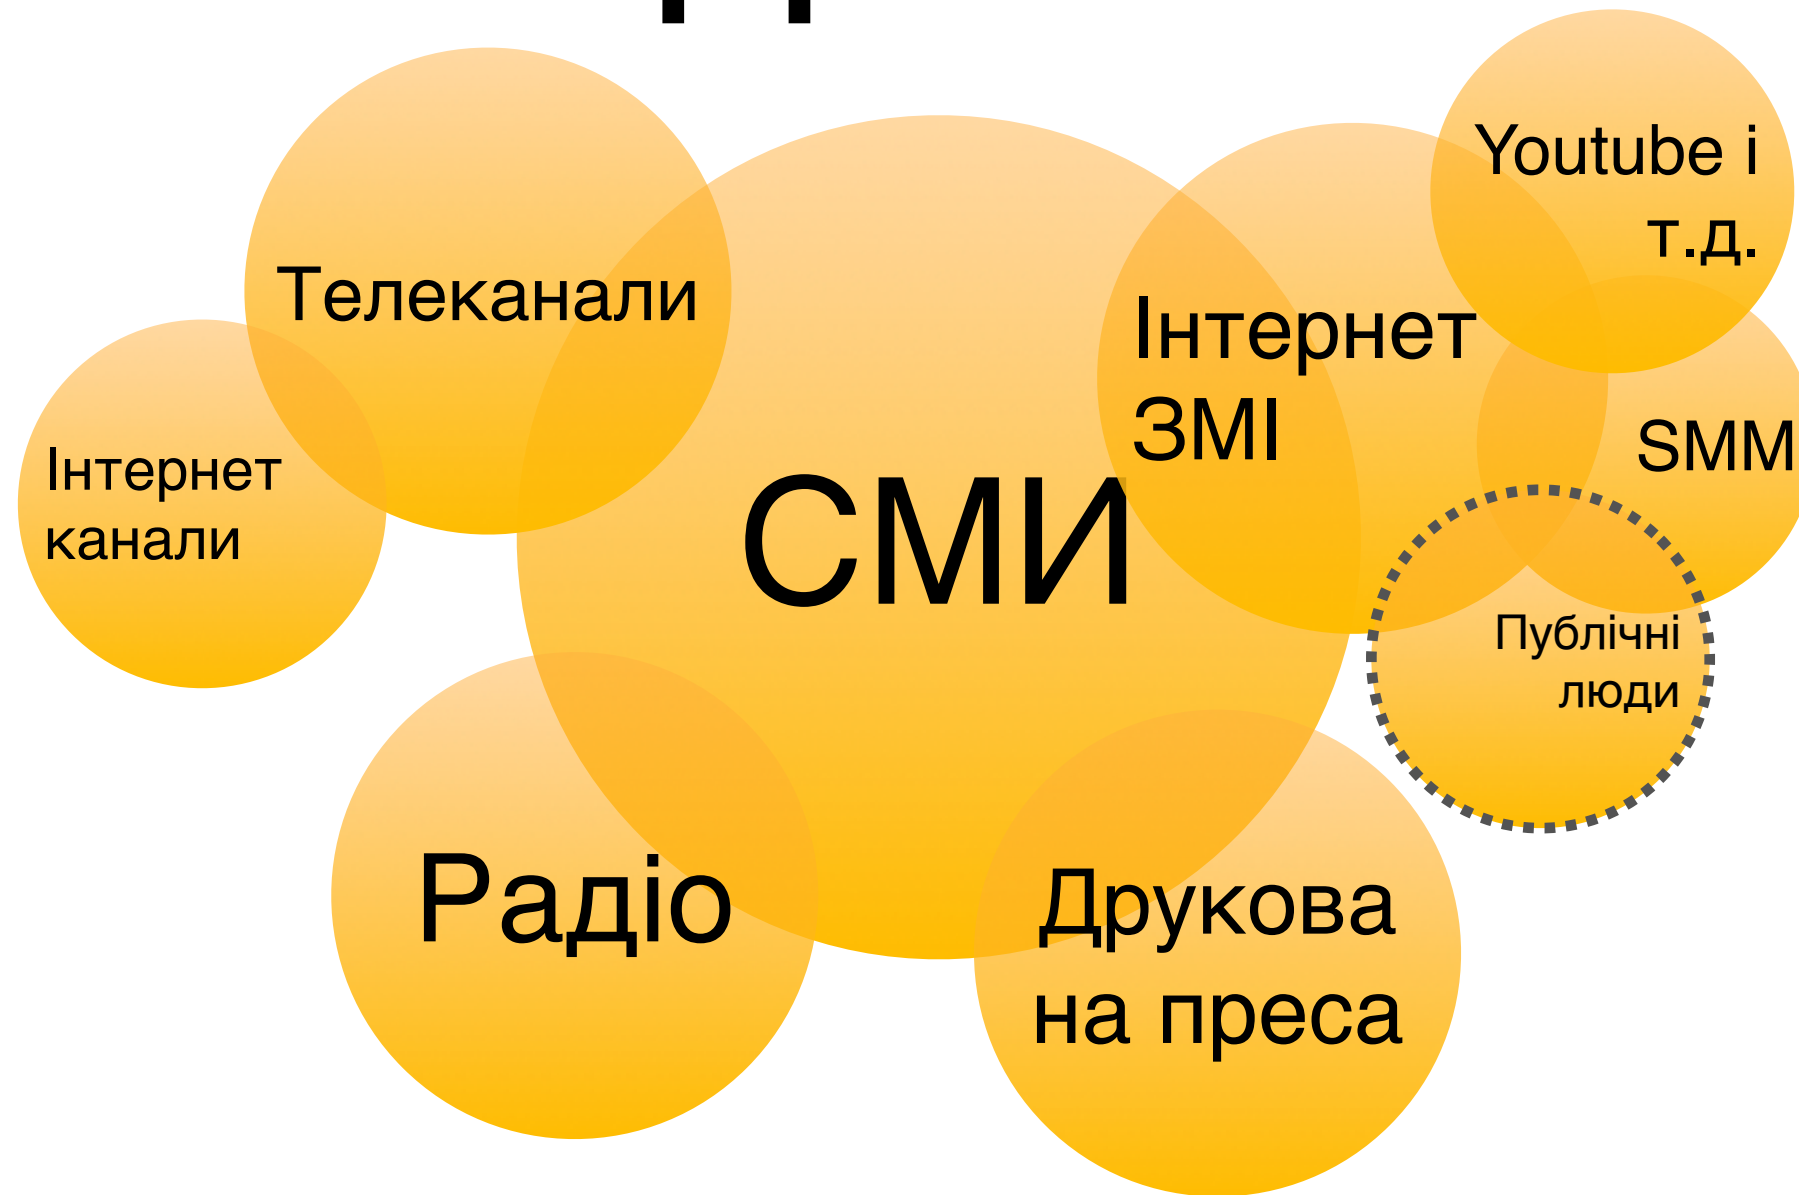 Телеканали
Інтернет
канали
СМИ
Інтернет
ЗМІ
Youtube і
т.д.
SMM
Публічні
люди
Радіо
Друкова
на преса